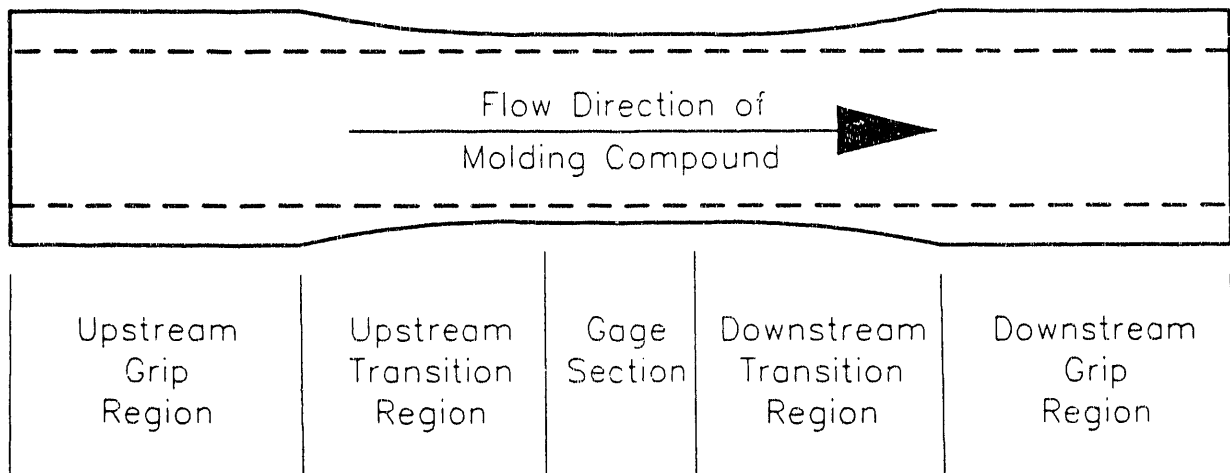 Flow Direction of
Molding Compound
Upstream
Grip
Region
Upstream
Transition
Region
Gage
Section
Downstream
Transition
Region
Downstream
Grip
Region